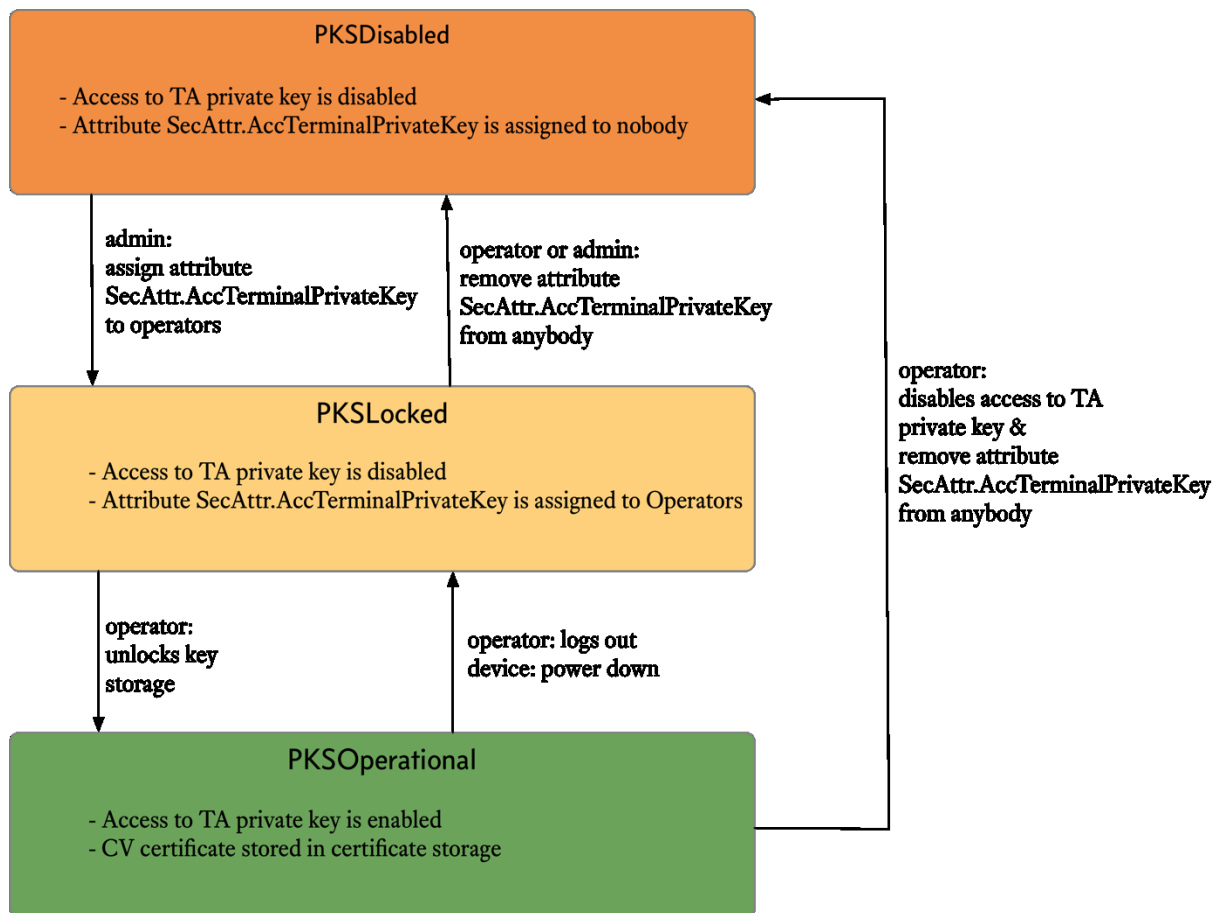 PKSDisabled
- Access to TA private key is disabled
- Attribute SecAttr.AccTerminalPrivateKey is assigned to nobody
admin:
assign attribute
SecAttr.AccTerminalPrivateKey
to operators
operator or admin:
remove attribute
SecAttr.AccTerminalPrivateKey
from anybody
operator:
disables access to TA
private key &
remove attribute
SecAttr.AccTerminalPrivateKey
from anybody
PKSLocked
- Access to TA private key is disabled
- Attribute SecAttr.AccTerminalPrivateKey is assigned to Operators
operator:
unlocks key
storage
operator: logs out
device: power down
PKSOperational
- Access to TA private key is enabled
- CV certificate stored in certificate storage